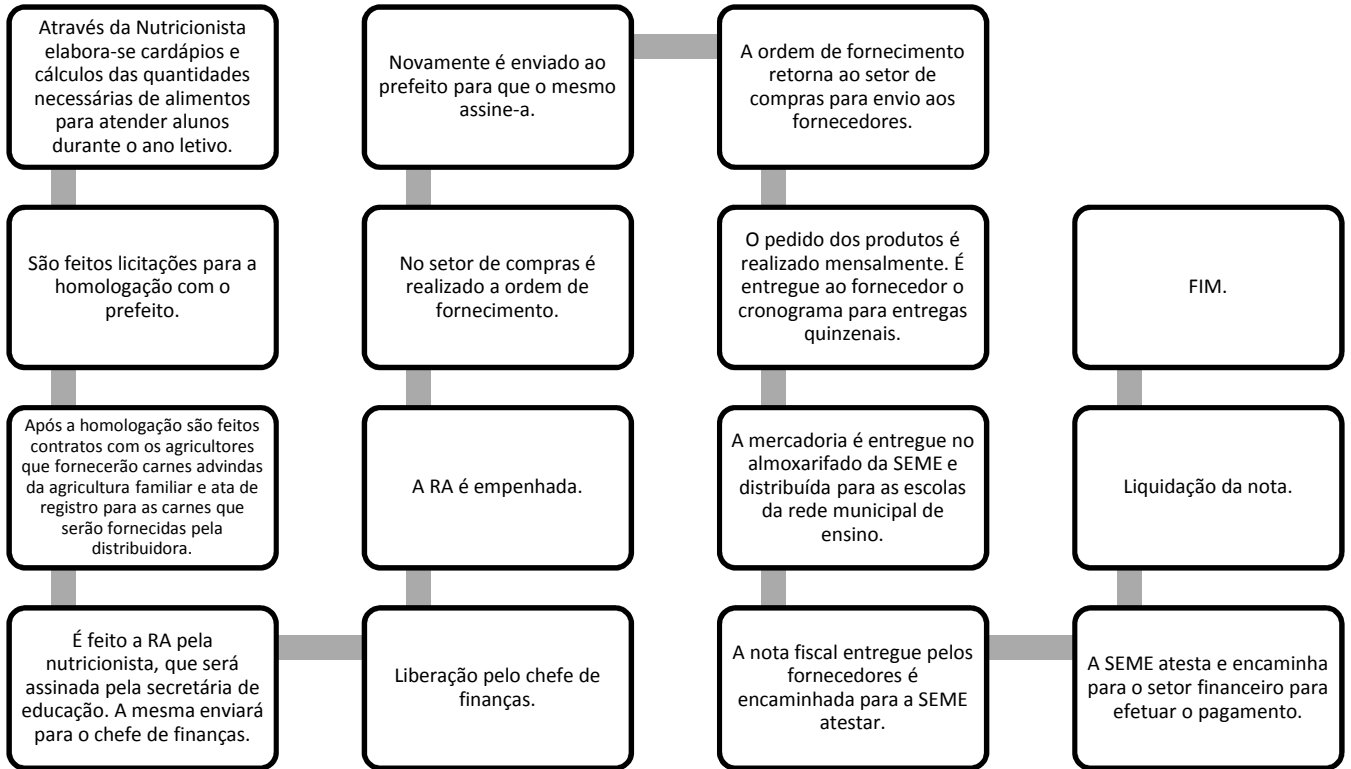 Através da Nutricionista
elabora-se cardápios e
cálculos das quantidades
necessárias de alimentos
para atender alunos
durante o ano letivo.
São feitos licitações para a
homologação com o
prefeito.
Após a homologação são feitos
contratos com os agricultores
que fornecerão carnes advindas
da agricultura familiar e ata de
registro para as carnes que
serão fornecidas pela
distribuidora.
É feito a RA pela
nutricionista, que será
assinada pela secretária de
educação. A mesma enviará
para o chefe de finanças.
Liberação pelo chefe de
finanças.
A RA é empenhada.
No setor de compras é
realizado a ordem de
fornecimento.
Novamente é enviado ao
prefeito para que o mesmo
assine-a.
A ordem de fornecimento
retorna ao setor de
compras para envio aos
fornecedores.
O pedido dos produtos é
realizado mensalmente. É
entregue ao fornecedor o
cronograma para entregas
quinzenais.
A mercadoria é entregue no
almoxarifado da SEME e
distribuída para as escolas
da rede municipal de
ensino.
A nota fiscal entregue pelos
fornecedores é
encaminhada para a SEME
atestar.
A SEME atesta e encaminha
para o setor financeiro para
efetuar o pagamento.
Liquidação da nota.
FIM.